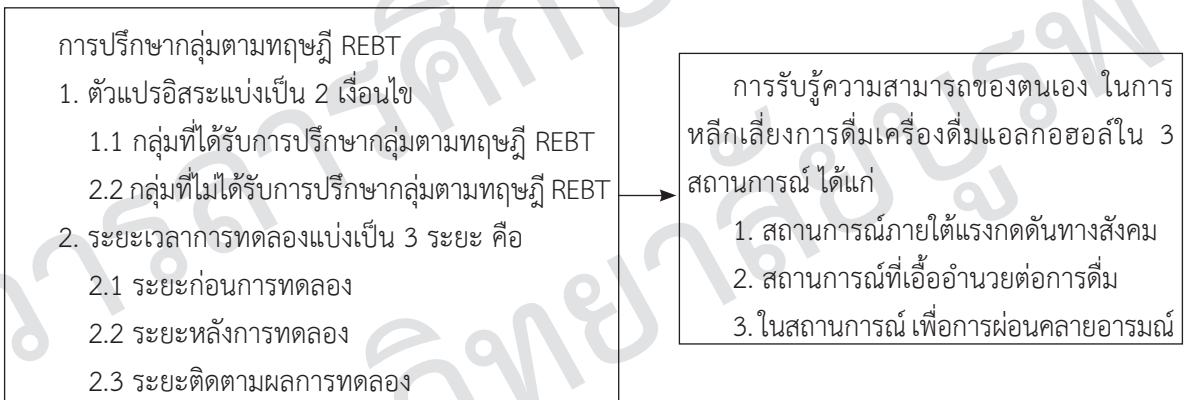 การปรึกษากลุ่มตามทฤษฎี REBT
1. ตัวแปรอิสระแบ่งเป็น 2 เงื่อนไข
1.1 กลุ่มที่ได้รับการปรึกษากลุ่มตามทฤษฎี REBT
2.2 กลุ่มที่ไม่ได้รับการปรึกษากลุ่มตามทฤษฎี REBT
2. ระยะเวลาการทดลองแบ่งเป็น 3 ระยะ คือ
2.1 ระยะก่อนการทดลอง
2.2 ระยะหลังการทดลอง
2.3 ระยะติดตามผลการทดลอง
การรับรู้ความสามารถของตนเอง ในการ
หลีกเลี่ยงการดื่มเครื่องดื่มแอลกอฮอล์ใน 3
สถานการณ์ ได้แก่
1. สถานการณ์ภายใต้แรงกดดันทางสังคม
2. สถานการณ์ที่เอื้ออำนวยต่อการดื่ม
3. ในสถานการณ์ เพื่อการผ่อนคลายอารมณ์